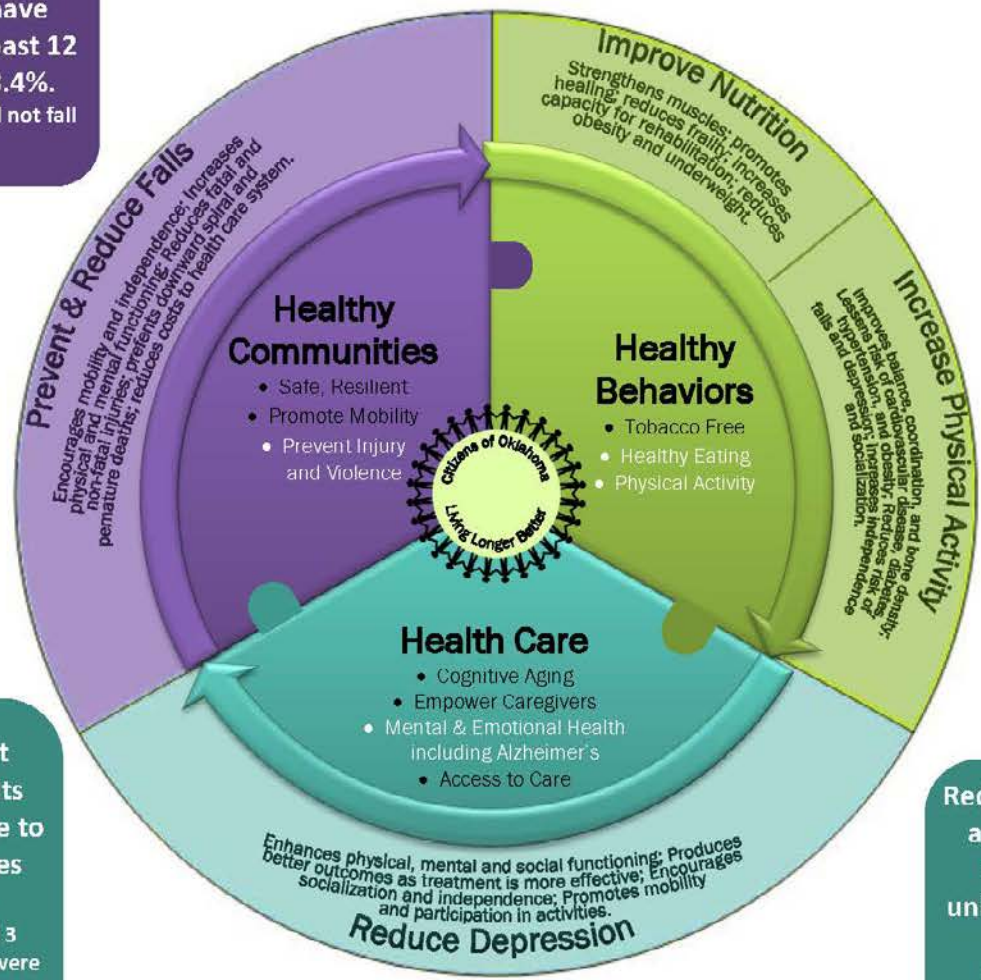 have
east 12
.4%.
l not fall
Prevent & Reduce Falls
Encourages mobility and independence; Increases
physical and mental functioning; Reduces fatal and
non-fatal injuries; prefents downward spiral and
pemature deaths; reduces costs to health care system.
Improve Nutrition
Strengthens muscles; promotes
healing; reduces frailty; increases
capacity for rehabilitation; reduces
obesity and underweight.
Increase Physical Activity
Improves balance, coordination, and bone density;
Lessens risk of cardiovascular disease, diabetes,
hypertension, and obesity; Reduces risk of
falls and depression; increases independence
and socialization.
Healthy
Communities
• Safe, Resilient
• Promote Mobility
• Prevent Injury
and Violence
Healthy
Behaviors
• Tobacco Free
• Healthy Eating
• Physical Activity
Citizens of Oklahoma
Living Longer Better
Health Care
• Cognitive Aging
• Empower Caregivers
• Mental & Emotional Health
including Alzheimer's
• Access to Care
Enhances physical, mental and social functioning; Produces
better outcomes as treatment is more effective; Encourages
socialization and independence; Promotes mobility
and participation in activities.
Reduce Depression
t
ts
e to
es
3
vere
Rec
a
un